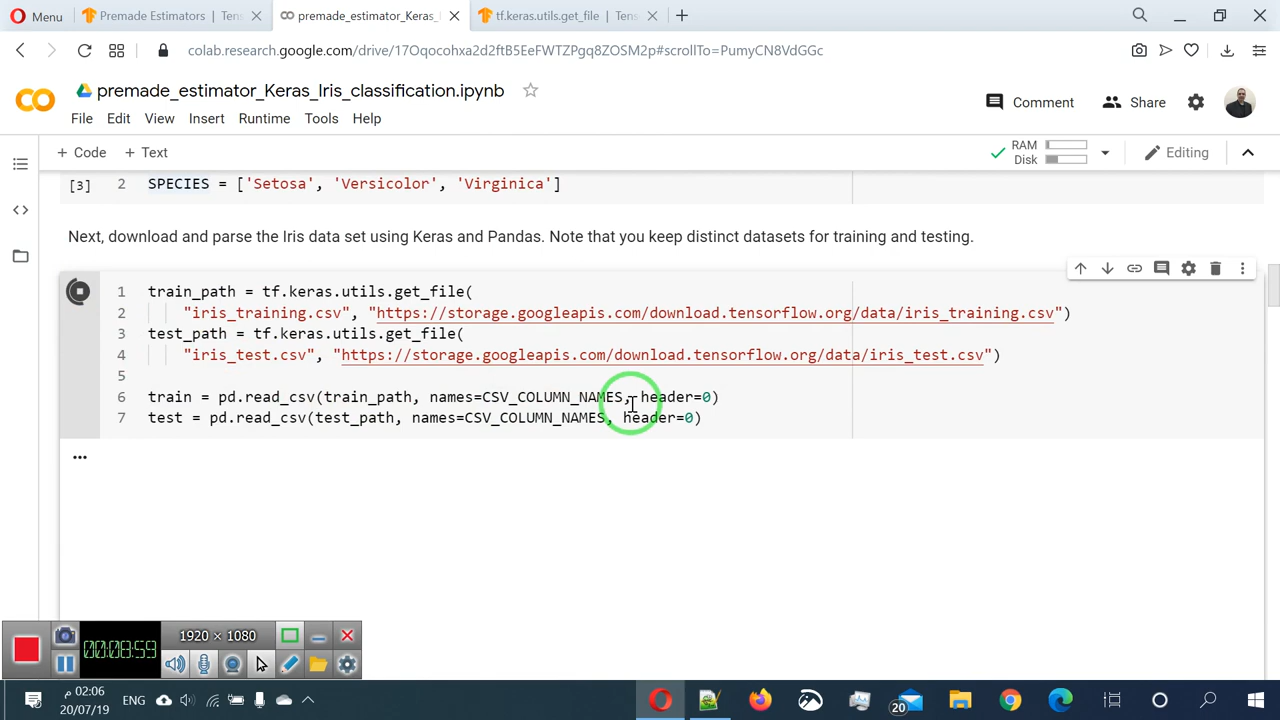 Menu
Premade Estimators | Tens
premade_estimator_Keras_I
tf.keras.utils.get_file | Tens
colab.research.google.com/drive/17Oqocohxa2d2ftB5EeFWTZPgq8ZOSM2p#scrollTo=PumyCN8VdGGc
premade_estimator_Keras_Iris_classification.ipynb
Comment
Share
File Edit View Insert Runtime Tools Help
+ Code + Text
RAM
Disk
Editing
[3] 2 SPECIES = ['Setosa', 'Versicolor', 'Virginica']
Next, download and parse the Iris data set using Keras and Pandas. Note that you keep distinct datasets for training and testing.
1 train_path = tf.keras.utils.get_file(
2 "iris_training.csv", "https://storage.googleapis.com/download.tensorflow.org/data/iris_training.csv")
3 test_path = tf.keras.utils.get_file(
4 "iris_test.csv", "https://storage.googleapis.com/download.tensorflow.org/data/iris_test.csv")
5
6 train = pd.read_csv(train_path, names=CSV_COLUMN_NAMES, header=0)
7 test = pd.read_csv(test_path, names=CSV_COLUMN_NAMES, header=0)
...
00:08:59
1920 × 1080
02:06 م
20/07/19
ENG
20